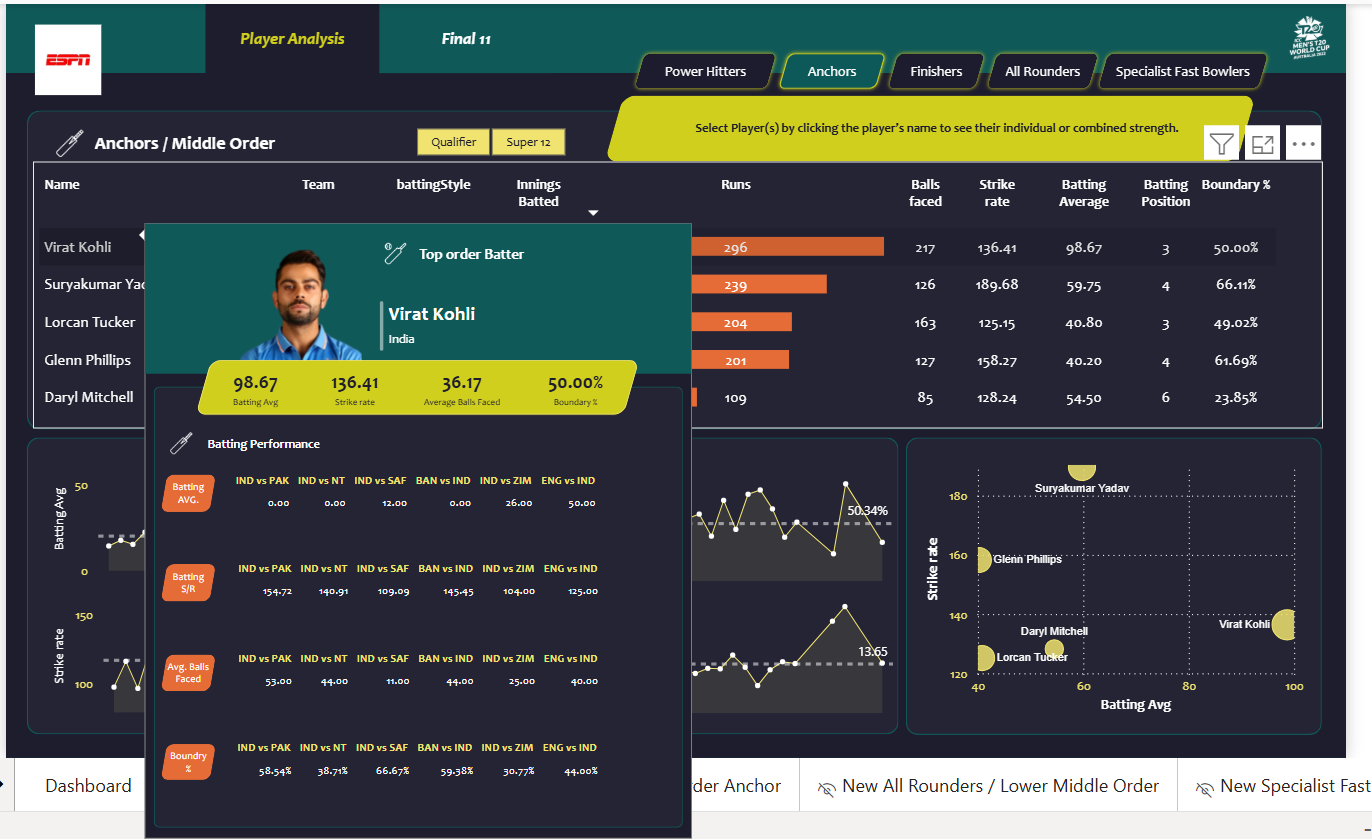 ESPN
Player Analysis
Final 11
ICC
MEN'S T20
WORLD CUP
AUSTRALIA 2022
Power Hitters
Anchors
Finishers
All Rounders
Specialist Fast Bowlers
Select Player(s) by clicking the player's name to see their individual or combined strength.
Anchors / Middle Order
Qualifier
Super 12
Name Team battingStyle Innings Batted Runs Balls faced Strike rate Batting Average Batting Position Boundary %
Virat Kohli 296 217 136.41 98.67 3 50.00%
Suryakumar Yad 239 126 189.68 59.75 4 66.11%
Lorcan Tucker 204 163 125.15 40.80 3 49.02%
Glenn Phillips 201 127 158.27 40.20 4 61.69%
Daryl Mitchell 109 85 128.24 54.50 6 23.85%
Top order Batter
Virat Kohli
India
98.67 136.41 36.17 50.00%
Batting Avg Strike rate Average Balls Faced Boundary %
Batting Performance
Batting AVG.
IND vs PAK IND vs NT IND vs SAF BAN vs IND IND vs ZIM ENG vs IND
0.00 0.00 12.00 0.00 26.00 50.00
Batting S/R
IND vs PAK IND vs NT IND vs SAF BAN vs IND IND vs ZIM ENG vs IND
154.72 140.91 109.09 145.45 104.00 125.00
Avg. Balls Faced
IND vs PAK IND vs NT IND vs SAF BAN vs IND IND vs ZIM ENG vs IND
53.00 44.00 11.00 44.00 25.00 40.00
Boundry %
IND vs PAK IND vs NT IND vs SAF BAN vs IND IND vs ZIM ENG vs IND
58.54% 38.71% 66.67% 59.38% 30.77% 44.00%
Batting Avg
50
0
Strike rate
150
100
50.34%
13.65
Strike rate
180
160
140
120
Suryakumar Yadav
Glenn Phillips
Virat Kohli
Daryl Mitchell
Lorcan Tucker
40 60 80 100
Batting Avg
Dashboard
der Anchor
New All Rounders / Lower Middle Order
New Specialist Fast